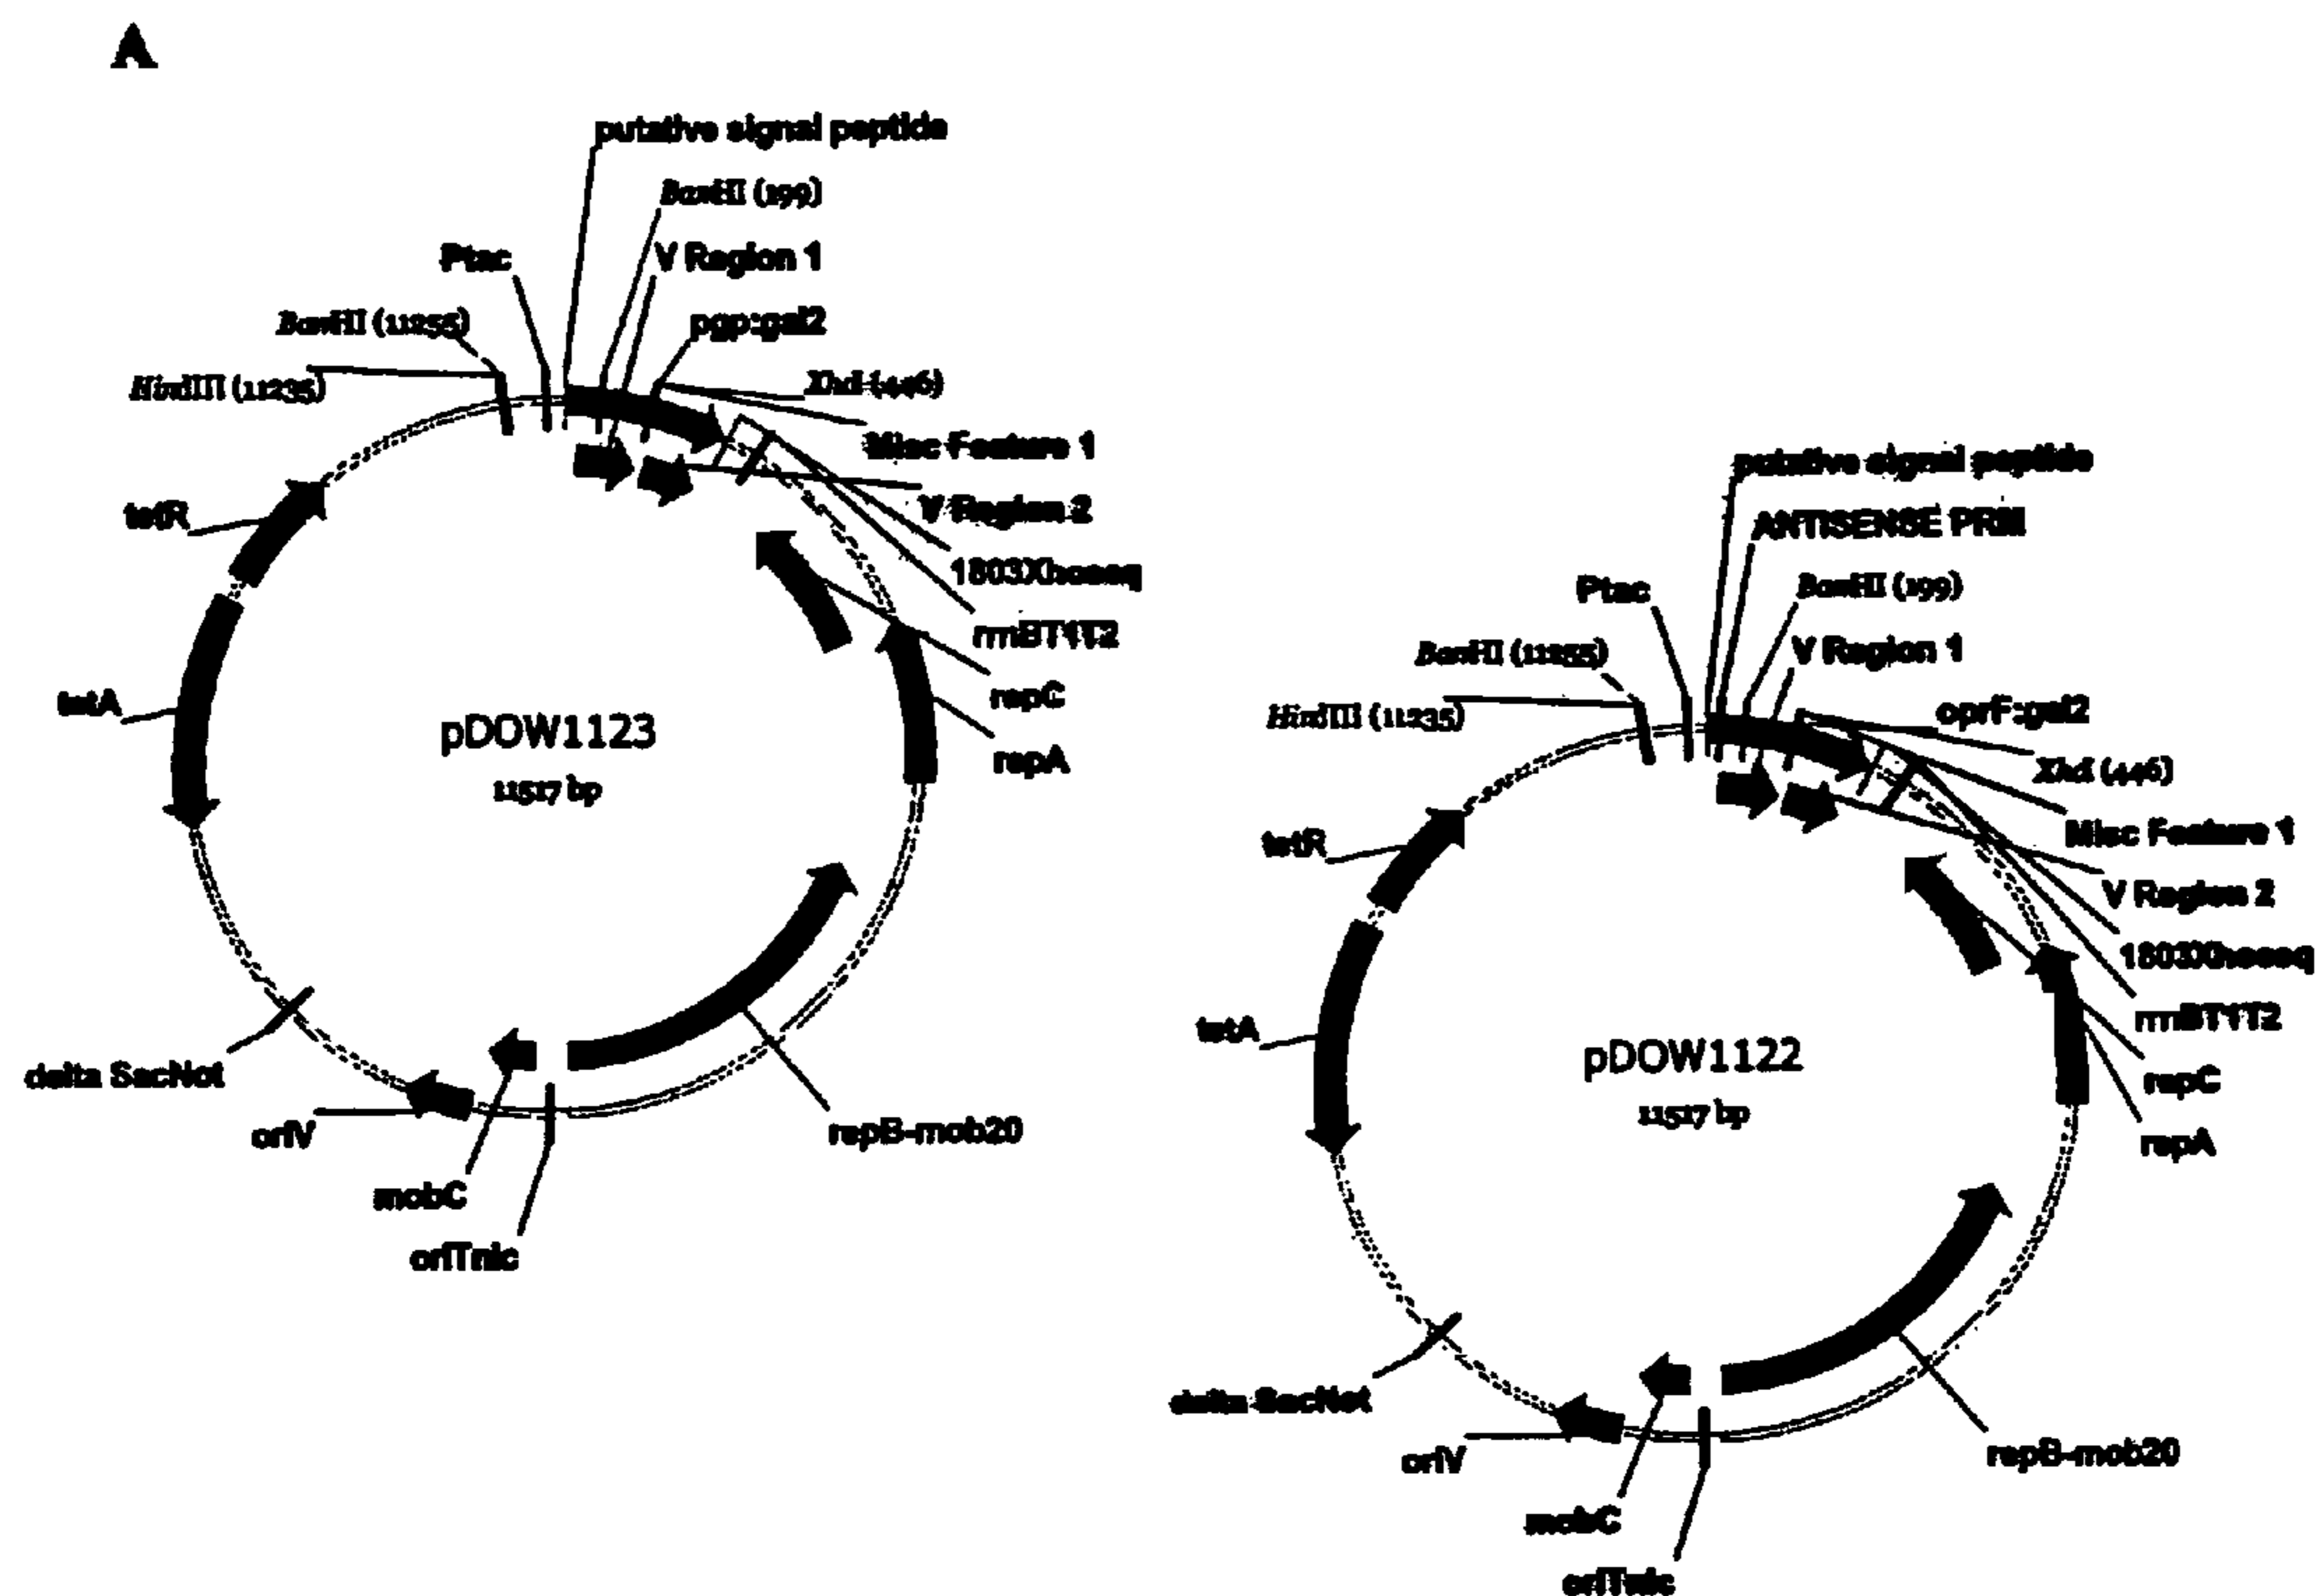 A
putative signal peptide
BamHI (199)
Ptac
V Region 1
BamHI (11255)
pgp:gal2
HindIII (11235)
XhoI (446)
Misc Feature 1
tetR
V Region 2
1803Xhoseq
rrnBT1T2
repC
tetA
pDOW1123
repA
11517 bp
delta SacNot
oriV
repB-mob20
mobC
oriTnic
putative signal peptide
ANTISENSE PRM
Ptac
BamHI (199)
BamHI (11255)
V Region 1
HindIII (11235)
oprF:gal2
XhoI (446)
tetR
Misc Feature 1
V Region 2
1803Xhoseq
rrnBT1T2
tetA
pDOW1122
repC
11517 bp
repA
delta SacNot
oriV
repB-mob20
mobC
oriTnic